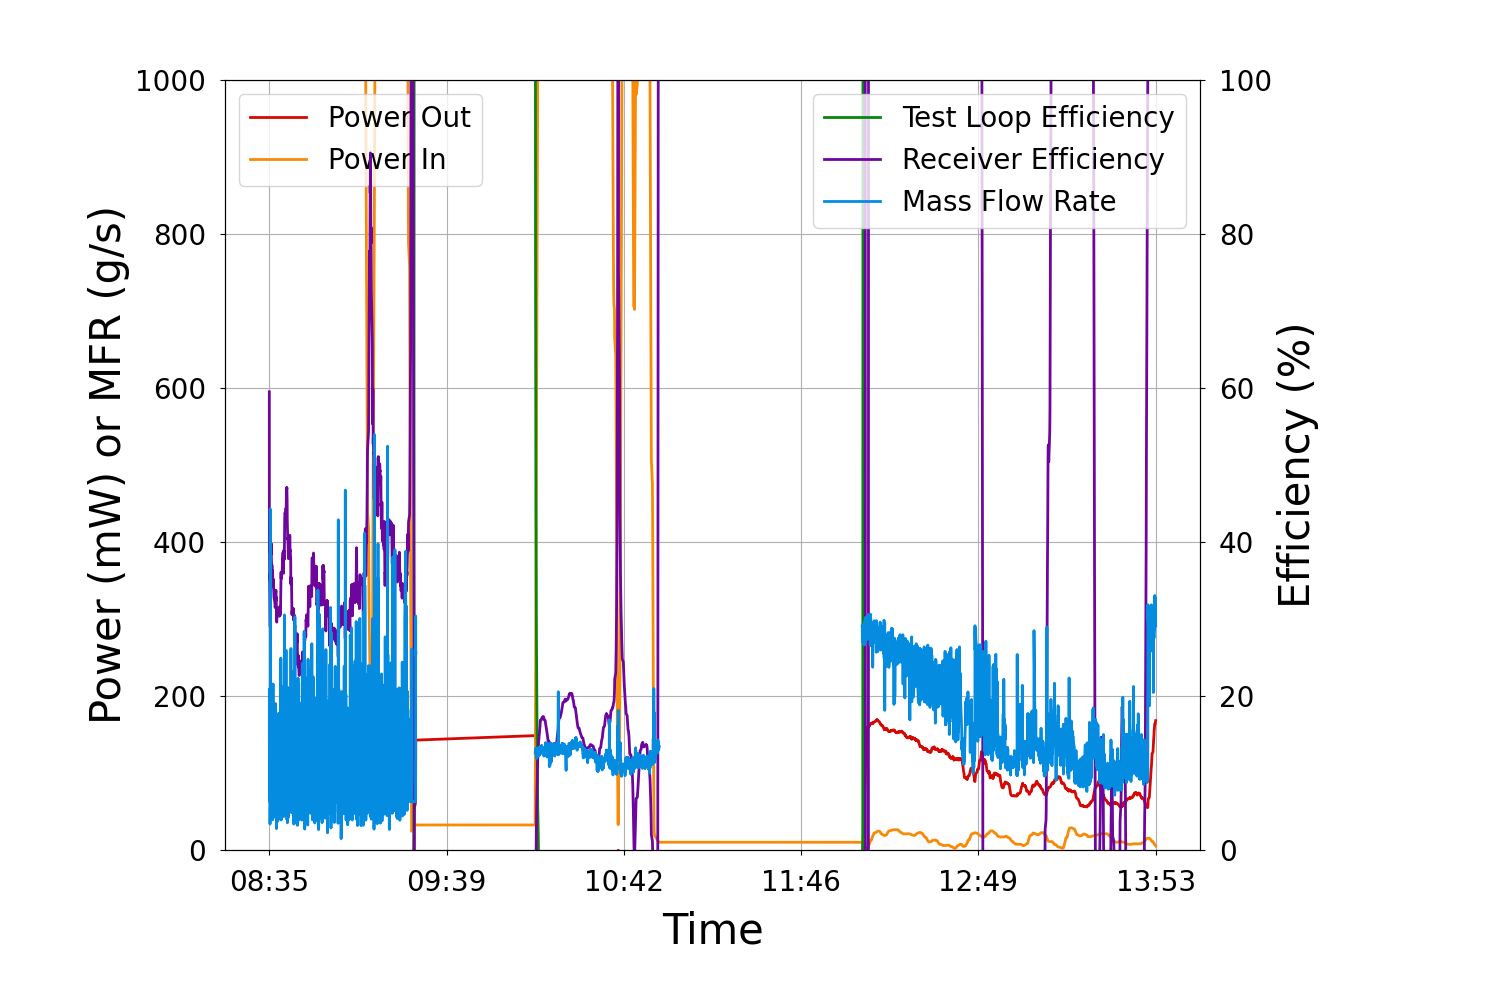 1000
800
600
400
200
0
Power (mW) or MFR (g/s)
Power Out
Power In
Test Loop Efficiency
Receiver Efficiency
Mass Flow Rate
100
80
60
40
20
0
Efficiency (%)
08:35 09:39 10:42 11:46 12:49 13:53
Time